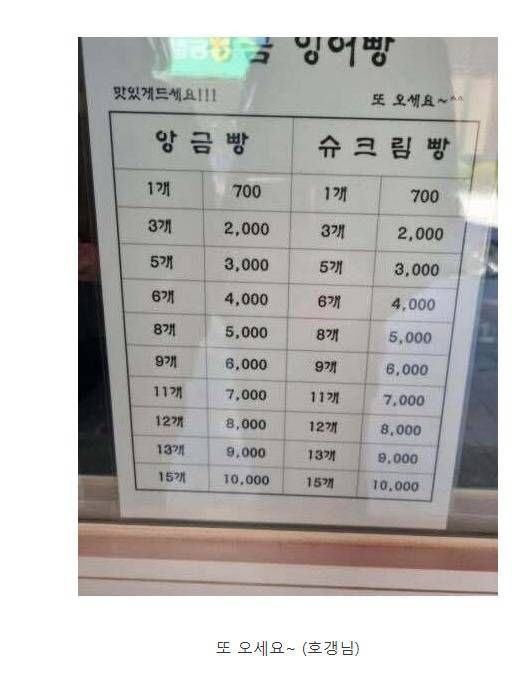 금 잉어빵
맛있게드세요!!! 또 오세요~^^
앙금빵 슈크림빵
1개 700 1개 700
3개 2,000 3개 2,000
5개 3,000 5개 3,000
6개 4,000 6개 4,000
8개 5,000 8개 5,000
9개 6,000 9개 6,000
11개 7,000 11개 7,000
12개 8,000 12개 8,000
13개 9,000 13개 9,000
15개 10,000 15개 10,000
또 오세요~ (호갱님)